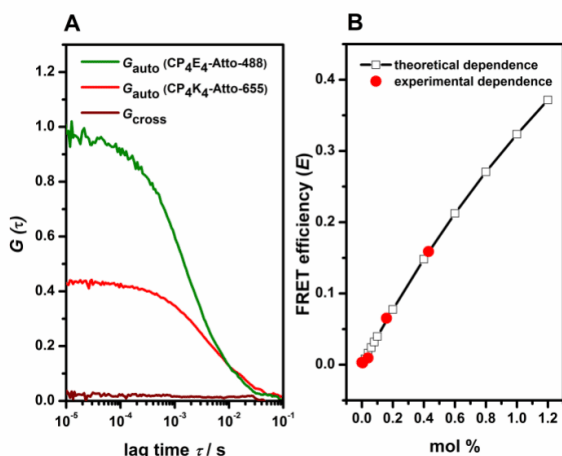 A
G_auto (CP₄E₄-Atto-488)
G_auto (CP₄K₄-Atto-655)
G_cross
1.2
1.0
0.8
0.6
0.4
0.2
0.0
G (τ)
10⁻⁵ 10⁻⁴ 10⁻³ 10⁻² 10⁻¹
lag time τ / s
B
theoretical dependence
experimental dependence
0.4
0.3
0.2
0.1
0.0
FRET efficiency (E)
0.0 0.2 0.4 0.6 0.8 1.0 1.2
mol %